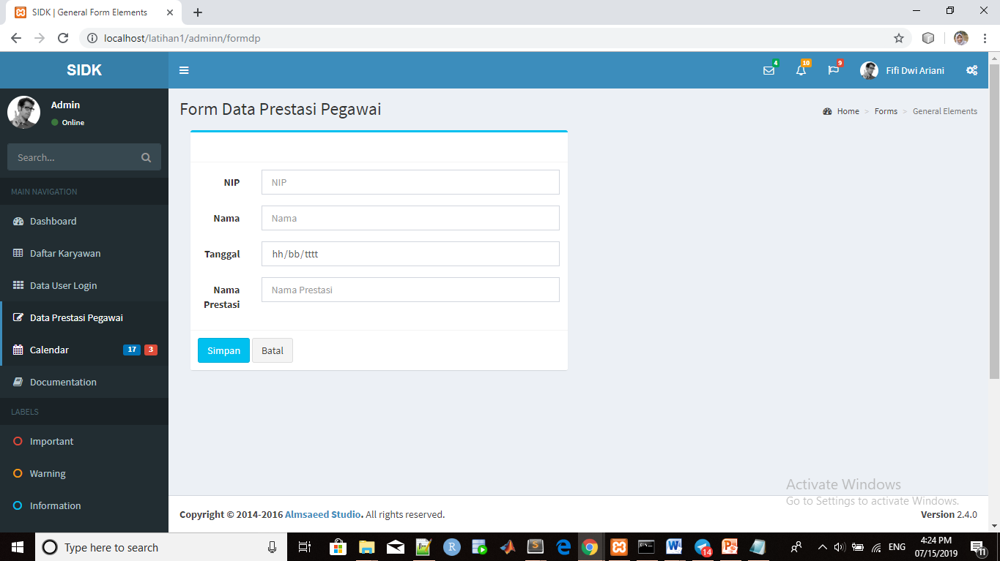 SIDK | General Form Elements
localhost/latihan1/adminn/formdp
SIDK
4
10
9
Fifi Dwi Ariani
Admin
Online
Search...
MAIN NAVIGATION
Dashboard
Daftar Karyawan
Data User Login
Data Prestasi Pegawai
Calendar 17 3
Documentation
LABELS
Important
Warning
Information
Form Data Prestasi Pegawai
Home > Forms > General Elements
NIP NIP
Nama Nama
Tanggal hh/bb/tttt
Nama Prestasi
Nama Prestasi
Simpan Batal
Activate Windows
Go to Settings to activate Windows.
Copyright © 2014-2016 Almsaeed Studio. All rights reserved.
Version 2.4.0
Type here to search
14
ENG
4:24 PM
07/15/2019
11